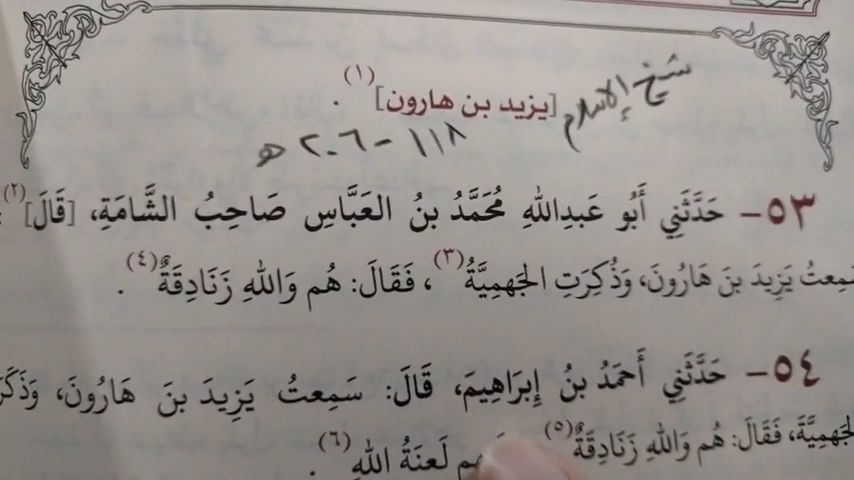 شيخ الإسلام [يزيد بن هارون](١).
١١٨ - ٢٠٦ هـ
٥٣- حَدَّثَنِي أَبُو عَبدِاللهِ مُحَمَّدُ بنُ العَبَّاسِ صَاحِبُ الشَّامَةِ، [قَالَ](٢):
سَمِعتُ يَزِيدَ بنَ هَارُونَ، وَذُكِرَتِ الجَهمِيَّةُ(٣)، فَقَالَ: هُم وَاللهِ زَنَادِقَةٌ(٤).
٥٤- حَدَّثَنِي أَحمَدُ بنُ إِبرَاهِيمَ، قَالَ: سَمِعتُ يَزِيدَ بنَ هَارُونَ، وَذَكَرَ
الجَهمِيَّةَ، فَقَالَ: هُم وَاللهِ زَنَادِقَةٌ(٥) لَعنَةُ اللهِ(٦).